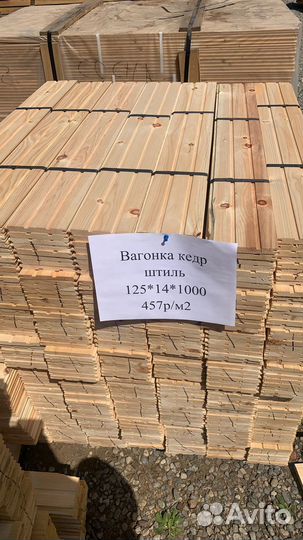 Вагонка кедр
штиль
125*14*1000
457р/м2
Avito